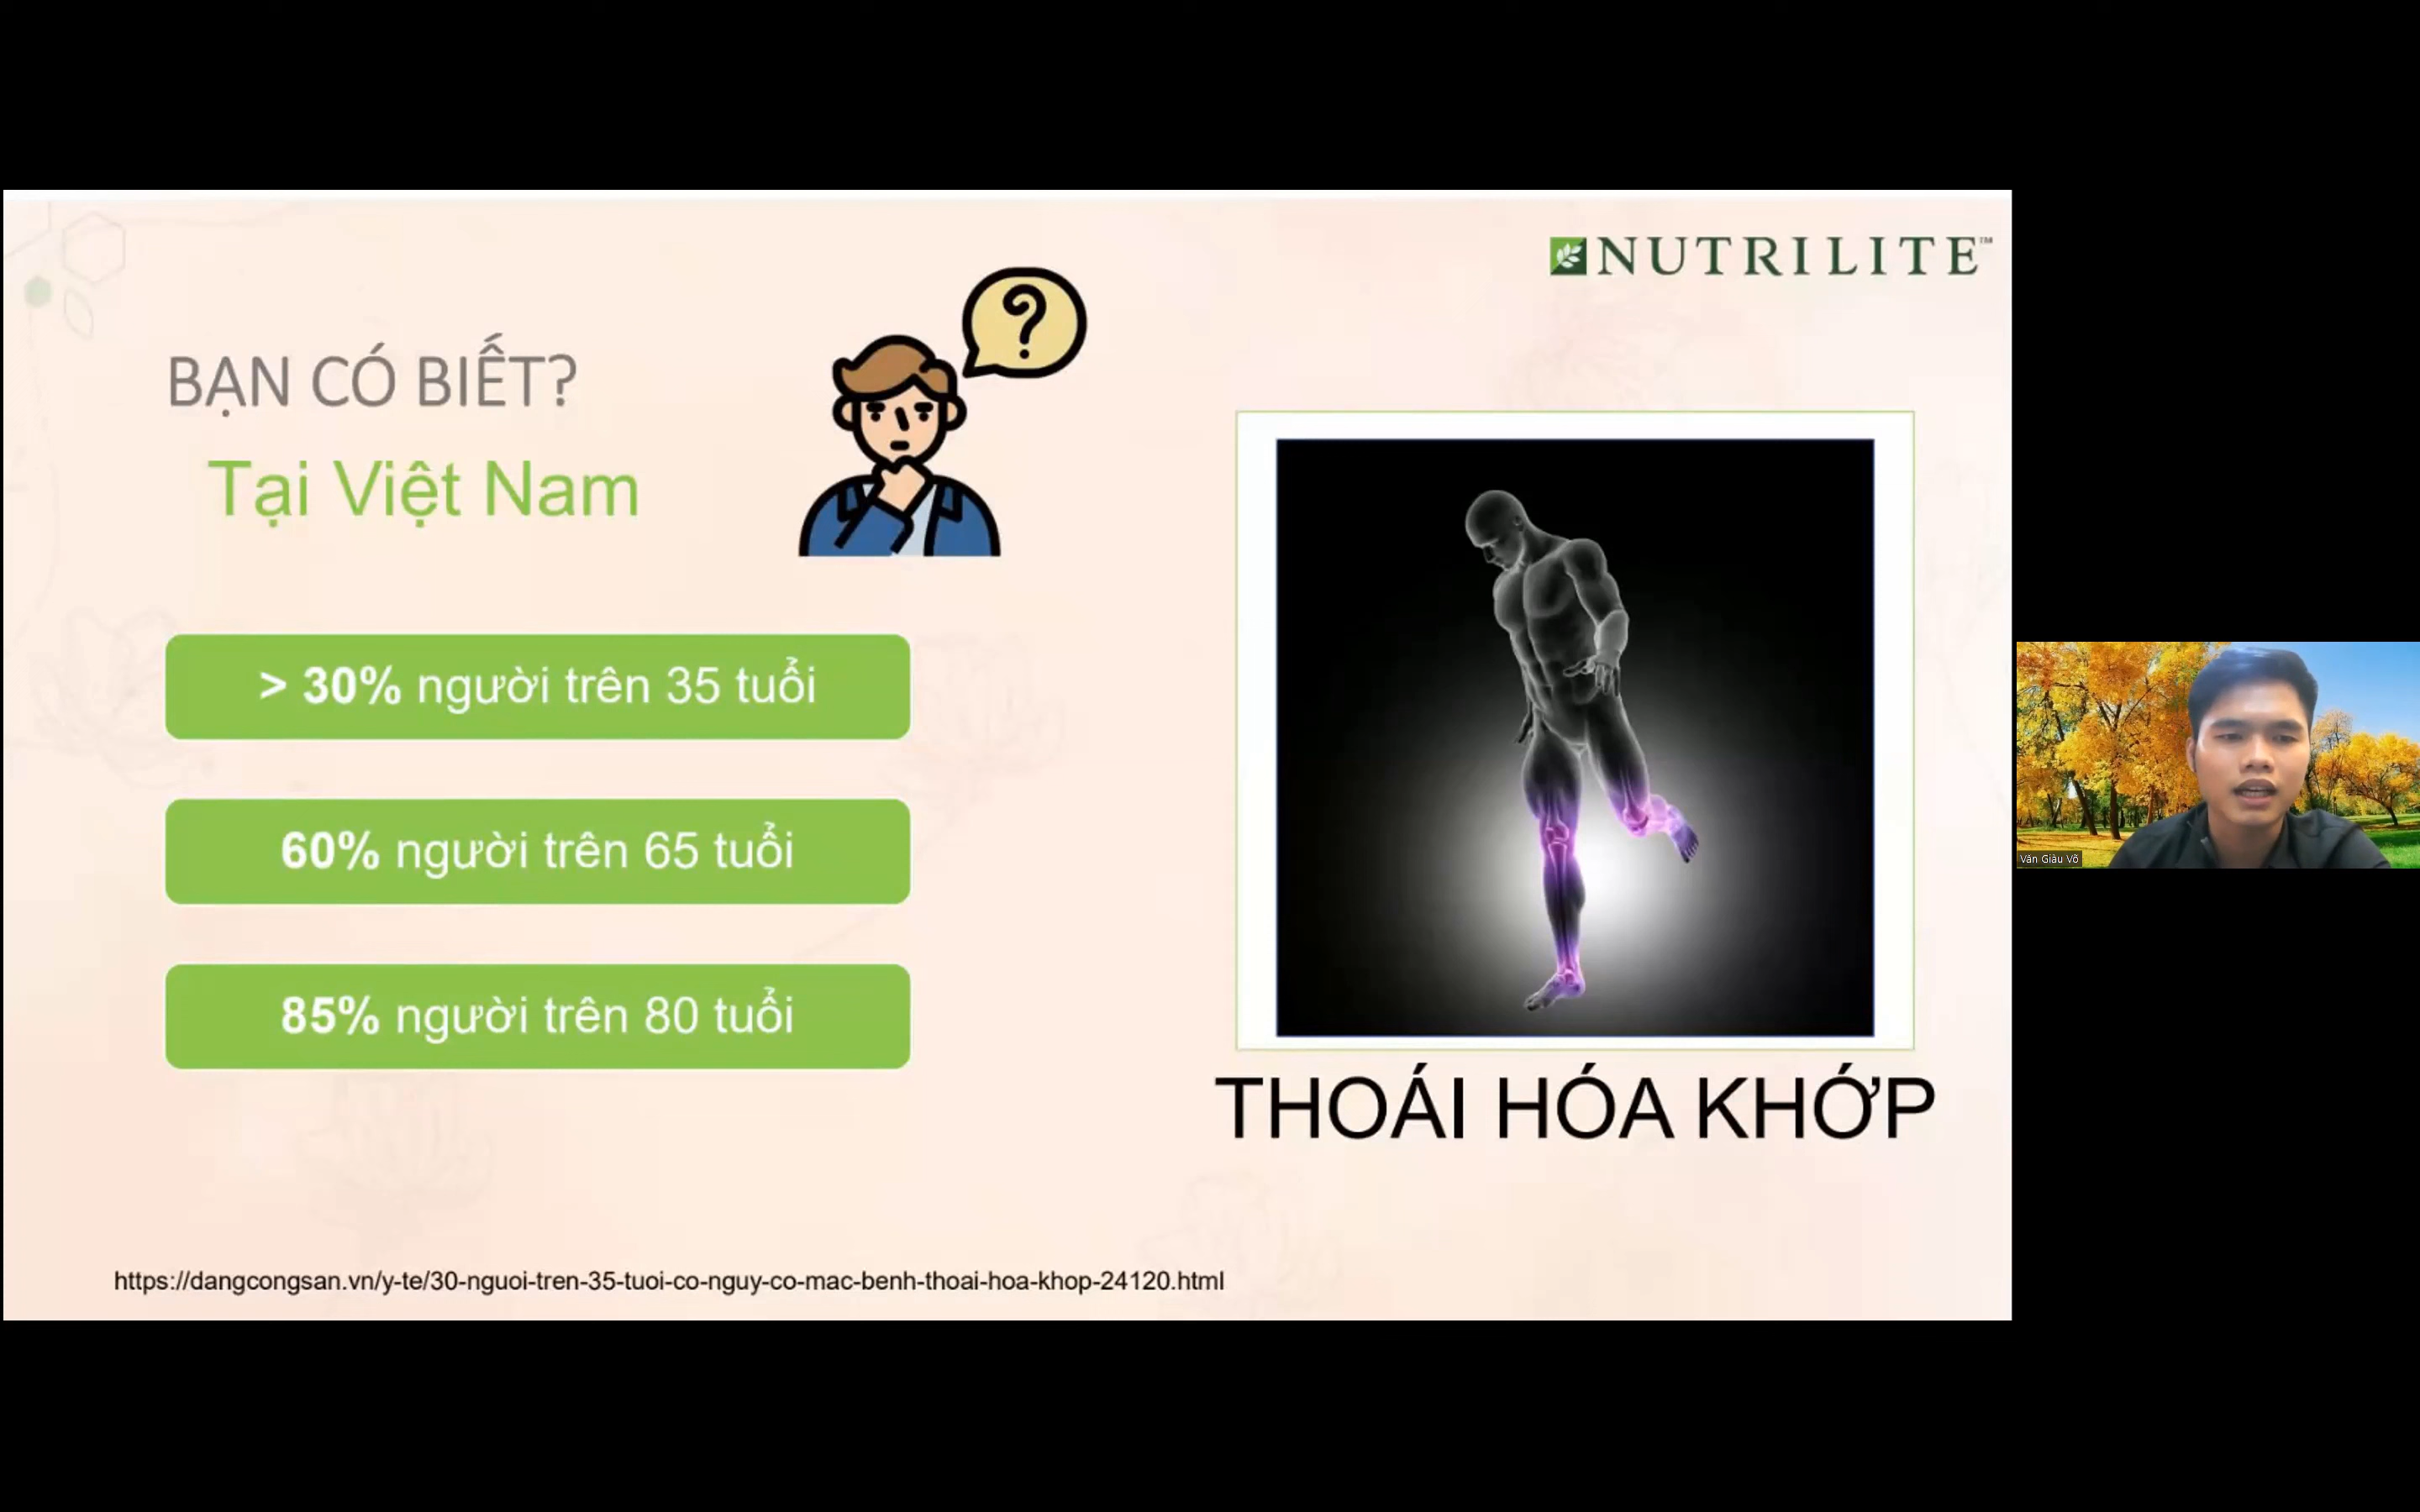 NUTRILITE™
BẠN CÓ BIẾT?
Tại Việt Nam
?
> 30% người trên 35 tuổi
60% người trên 65 tuổi
85% người trên 80 tuổi
THOÁI HÓA KHỚP
https://dangcongsan.vn/y-te/30-nguoi-tren-35-tuoi-co-nguy-co-mac-benh-thoai-hoa-khop-24120.html
Văn Giàu Võ